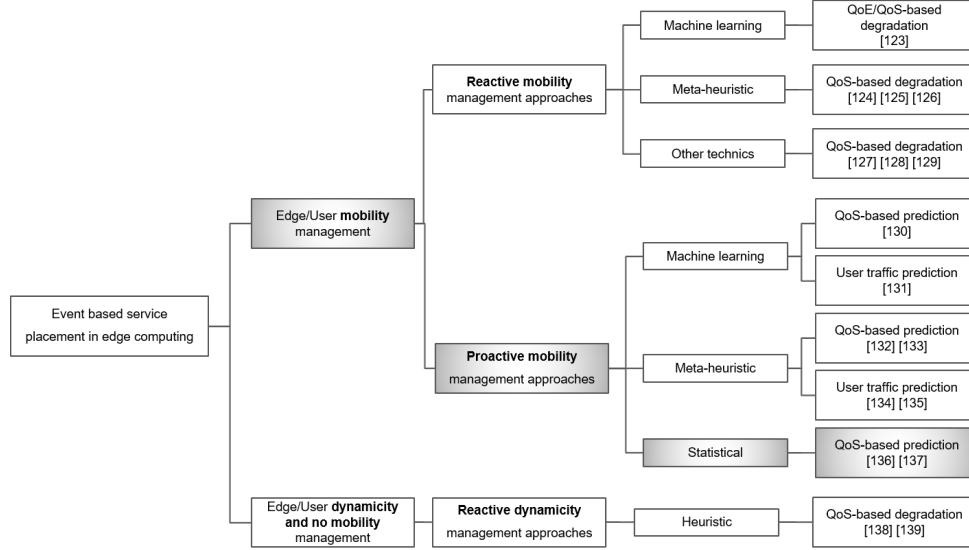 Event based service
placement in edge computing
Edge/User mobility
management
Reactive mobility
management approaches
Machine learning
QoE/QoS-based
degradation
[123]
Meta-heuristic
QoS-based degradation
[124] [125] [126]
Other technics
QoS-based degradation
[127] [128] [129]
Proactive mobility
management approaches
Machine learning
QoS-based prediction
[130]
User traffic prediction
[131]
Meta-heuristic
QoS-based prediction
[132] [133]
User traffic prediction
[134] [135]
Statistical
QoS-based prediction
[136] [137]
Edge/User dynamicity
and no mobility
management
Reactive dynamicity
management approaches
Heuristic
QoS-based degradation
[138] [139]